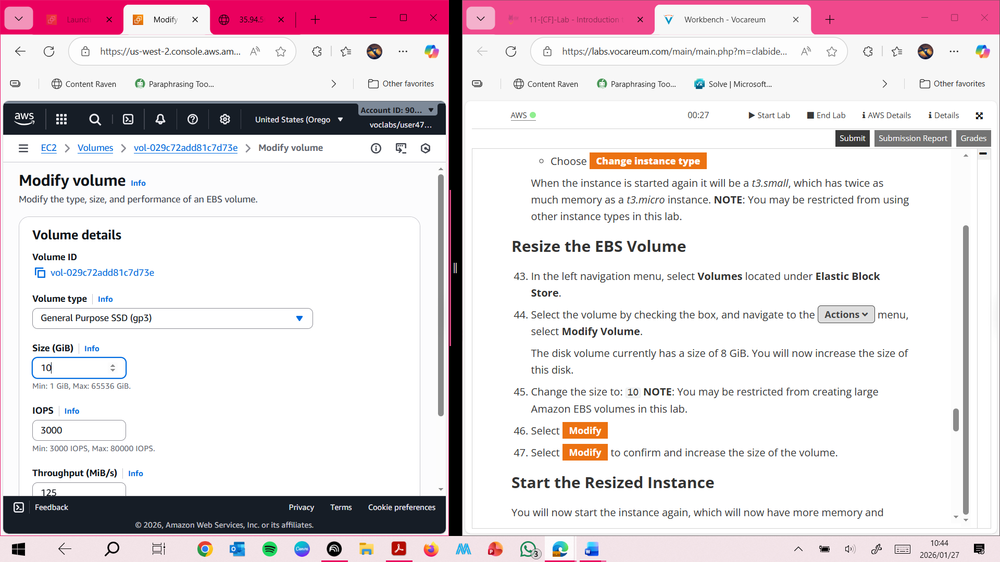 Launch
Modify
35.94.5
https://us-west-2.console.aws.am...
Content Raven
Paraphrasing Too...
Other favorites
aws
United States (Orego
Account ID: 90...
voclabs/user47...
EC2
Volumes
vol-029c72add81c7d73e
Modify volume
Modify volume Info
Modify the type, size, and performance of an EBS volume.
Volume details
Volume ID
vol-029c72add81c7d73e
Volume type Info
General Purpose SSD (gp3)
Size (GiB) Info
10
Min: 1 GiB, Max: 65536 GiB.
IOPS Info
3000
Min: 3000 IOPS, Max: 80000 IOPS.
Throughput (MiB/s) Info
125
Feedback Privacy Terms Cookie preferences
© 2026, Amazon Web Services, Inc. or its affiliates.
11-[CF]-Lab - Introduction
Workbench - Vocareum
https://labs.vocareum.com/main/main.php?m=clabide...
Content Raven
Paraphrasing Too...
Solve | Microsoft...
Other favorites
AWS 00:27 Start Lab End Lab AWS Details Details
Submit Submission Report Grades
Choose Change instance type
When the instance is started again it will be a t3.small, which has twice as
much memory as a t3.micro instance. NOTE: You may be restricted from using
other instance types in this lab.
Resize the EBS Volume
43. In the left navigation menu, select Volumes located under Elastic Block
Store.
44. Select the volume by checking the box, and navigate to the Actions menu,
select Modify Volume.
The disk volume currently has a size of 8 GiB. You will now increase the size of
this disk.
45. Change the size to: 10 NOTE: You may be restricted from creating large
Amazon EBS volumes in this lab.
46. Select Modify
47. Select Modify to confirm and increase the size of the volume.
Start the Resized Instance
You will now start the instance again, which will now have more memory and
Canva
3
10:44
2026/01/27